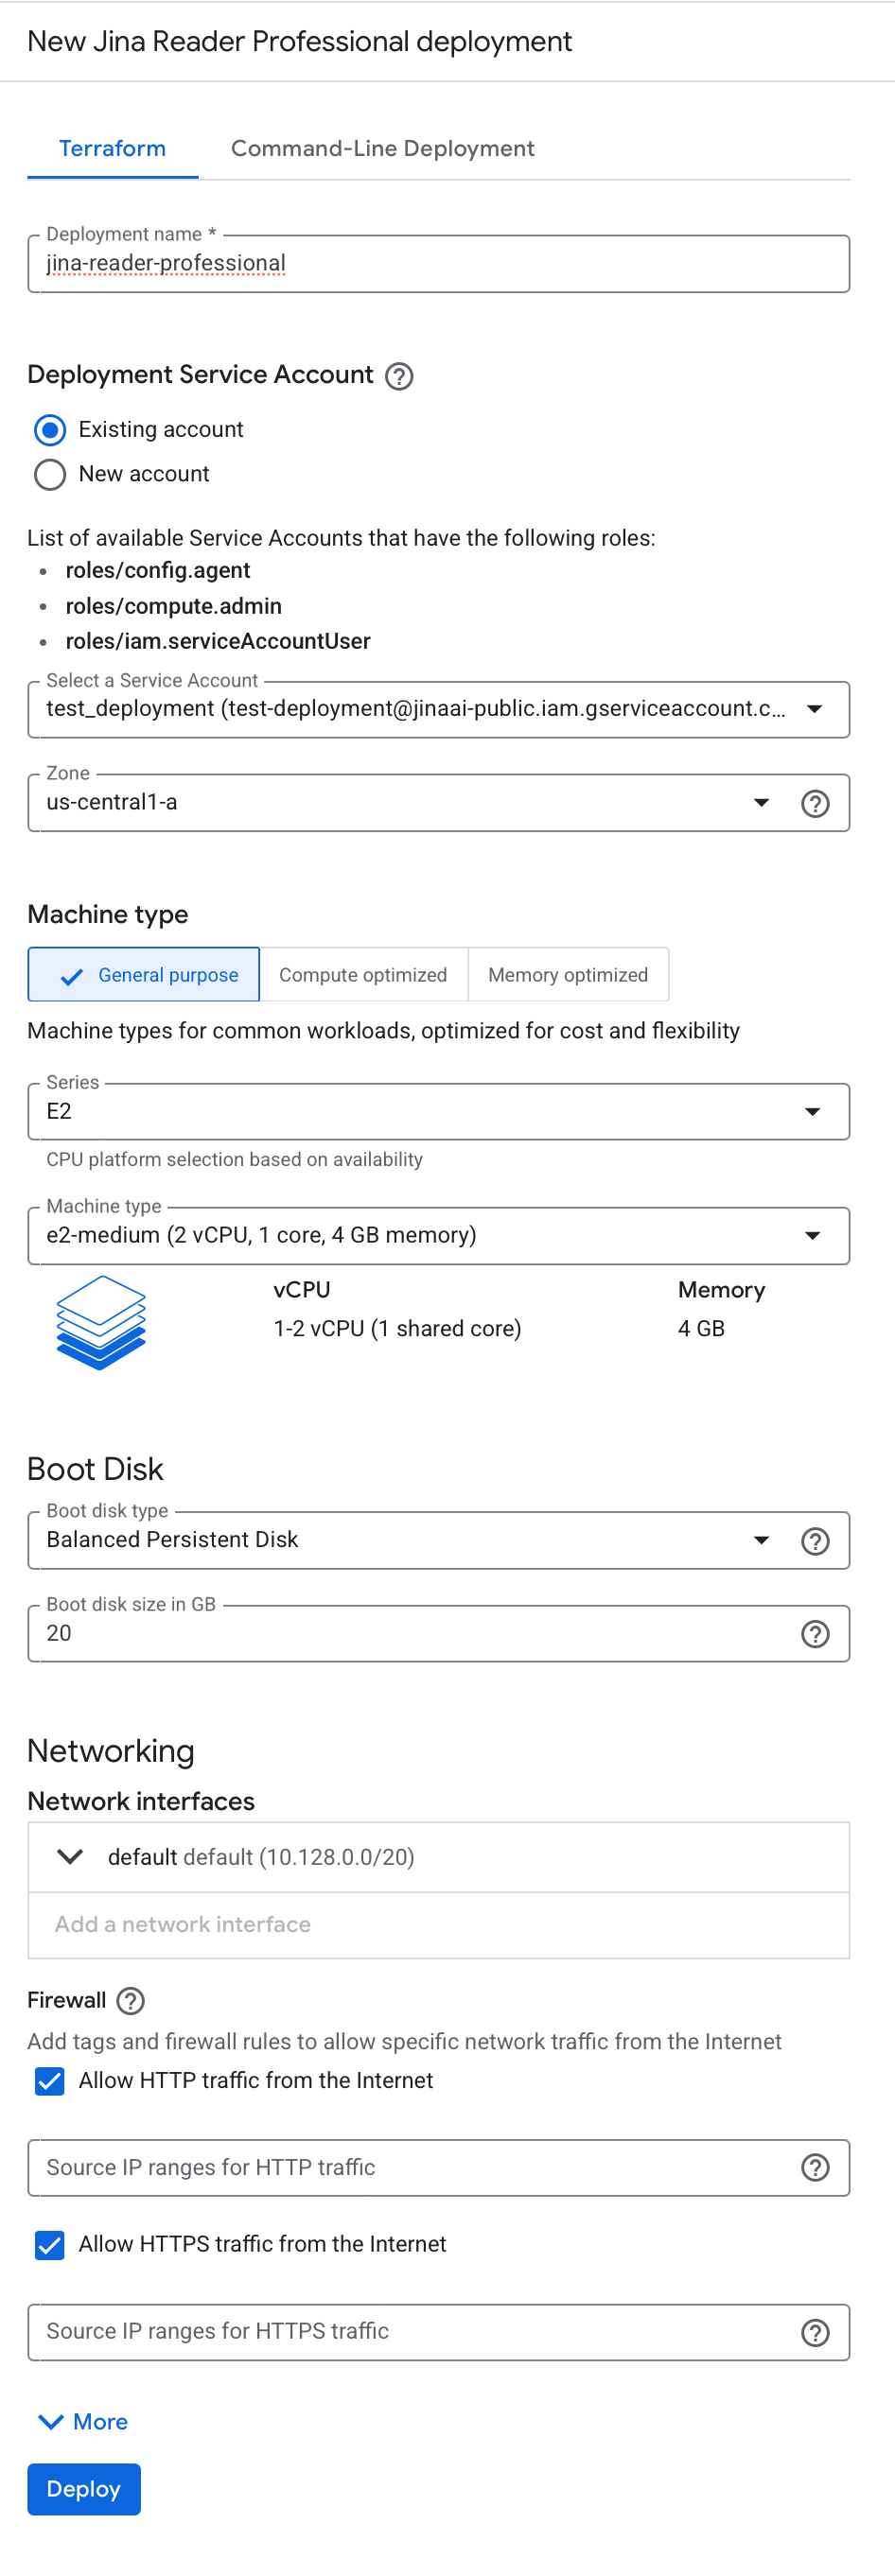 New Jina Reader Professional deployment
Terraform
Command-Line Deployment
Deployment name *
jina-reader-professional
Deployment Service Account
Existing account
New account
List of available Service Accounts that have the following roles:
• roles/config.agent
• roles/compute.admin
• roles/iam.serviceAccountUser
Select a Service Account
test_deployment (test-deployment@jinaai-public.iam.gserviceaccount.c...
Zone
us-central1-a
Machine type
General purpose
Compute optimized
Memory optimized
Machine types for common workloads, optimized for cost and flexibility
Series
E2
CPU platform selection based on availability
Machine type
e2-medium (2 vCPU, 1 core, 4 GB memory)
vCPU
Memory
1-2 vCPU (1 shared core)
4 GB
Boot Disk
Boot disk type
Balanced Persistent Disk
Boot disk size in GB
20
Networking
Network interfaces
default default (10.128.0.0/20)
Add a network interface
Firewall
Add tags and firewall rules to allow specific network traffic from the Internet
Allow HTTP traffic from the Internet
Source IP ranges for HTTP traffic
Allow HTTPS traffic from the Internet
Source IP ranges for HTTPS traffic
More
Deploy